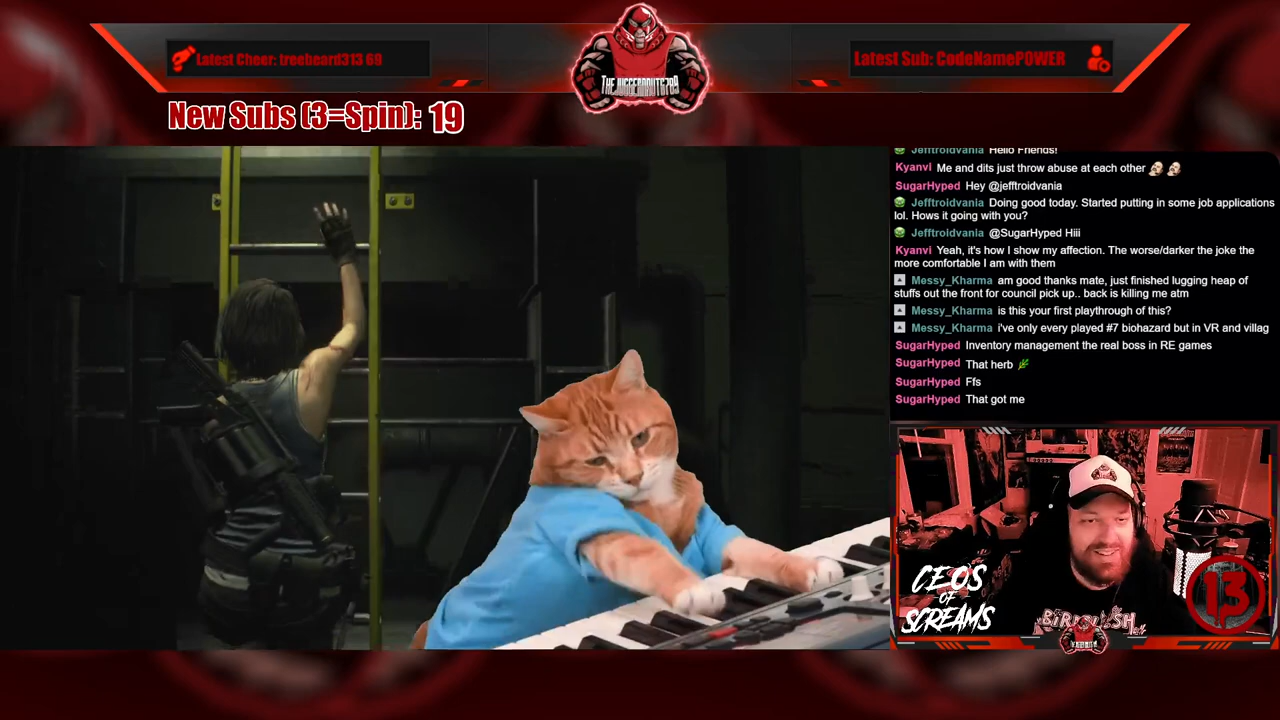 Latest Cheer: treebeard313 69
THEJUGGERNAUT6789
Latest Sub: CodeNamePOWER
New Subs (3=Spin): 19
Jefftroidvania Hello Friends!
Kyanvi Me and dits just throw abuse at each other
SugarHyped Hey @jefftroidvania
Jefftroidvania Doing good today. Started putting in some job applications
lol. Hows it going with you?
Jefftroidvania @SugarHyped Hiii
Kyanvi Yeah, it's how I show my affection. The worse/darker the joke the
more comfortable I am with them
Messy_Kharma am good thanks mate, just finished lugging heap of
stuffs out the front for council pick up.. back is killing me atm
Messy_Kharma is this your first playthrough of this?
Messy_Kharma i've only every played #7 biohazard but in VR and villag
SugarHyped Inventory management the real boss in RE games
SugarHyped That herb
SugarHyped Ffs
SugarHyped That got me
CEOS
OF
SCREAMS
13